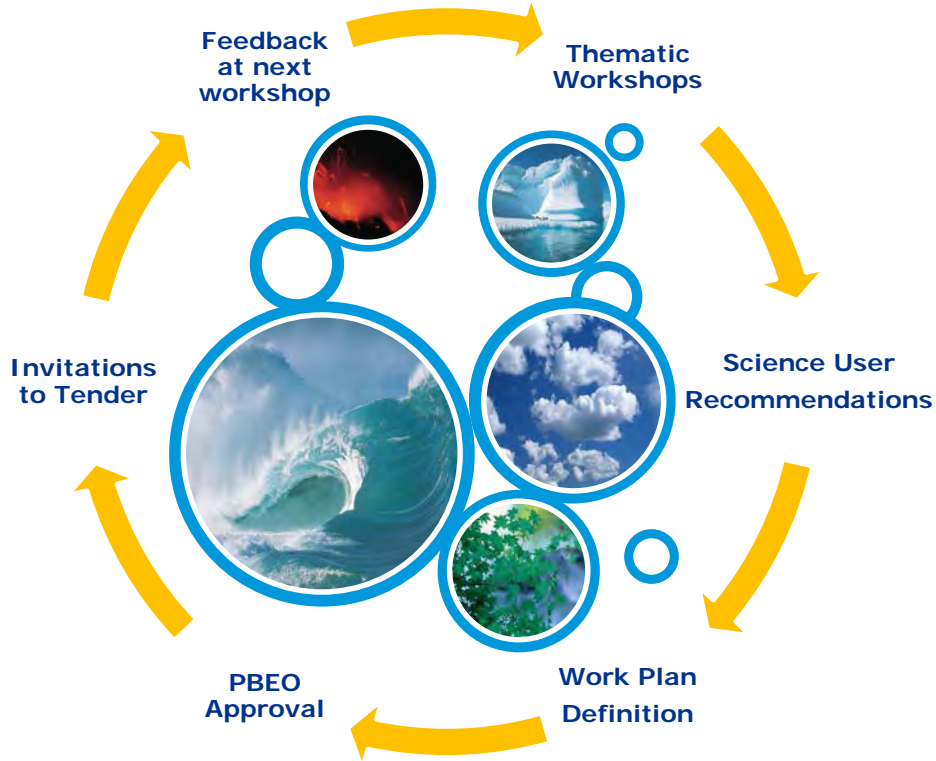 Feedback
at next
workshop
Thematic
Workshops
Science User
Recommendations
Work Plan
Definition
PBEO
Approval
Invitations
to Tender